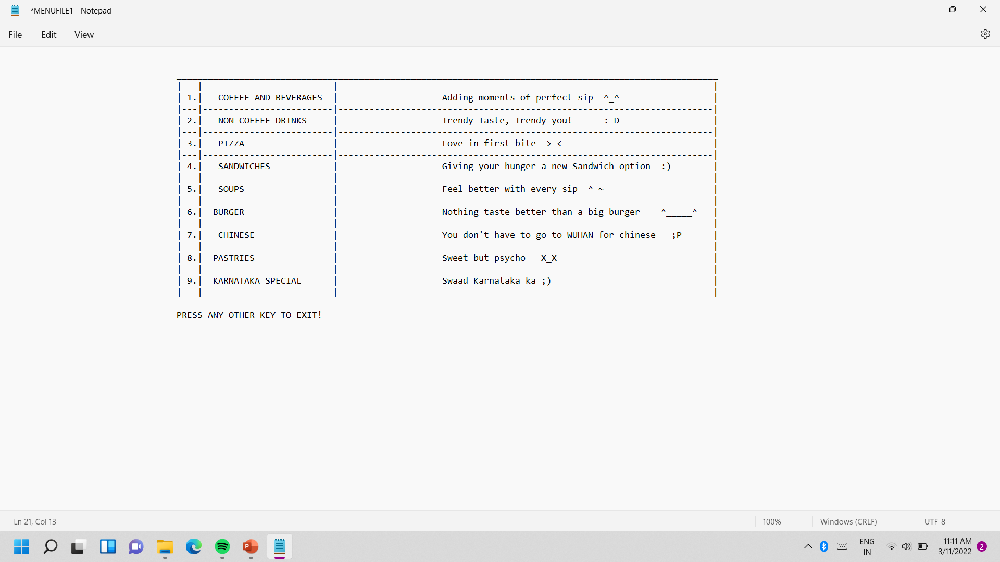 *MENUFILE1 - Notepad
File Edit View
1. COFFEE AND BEVERAGES Adding moments of perfect sip ^_^
2. NON COFFEE DRINKS Trendy Taste, Trendy you! :-D
3. PIZZA Love in first bite >_<
4. SANDWICHES Giving your hunger a new Sandwich option :)
5. SOUPS Feel better with every sip ^_~
6. BURGER Nothing taste better than a big burger ^_____^
7. CHINESE You don't have to go to WUHAN for chinese ;P
8. PASTRIES Sweet but psycho X_X
9. KARNATAKA SPECIAL Swaad Karnataka ka ;)
PRESS ANY OTHER KEY TO EXIT!
Ln 21, Col 13 100% Windows (CRLF) UTF-8
ENG 11:11 AM
IN 3/11/2022 2